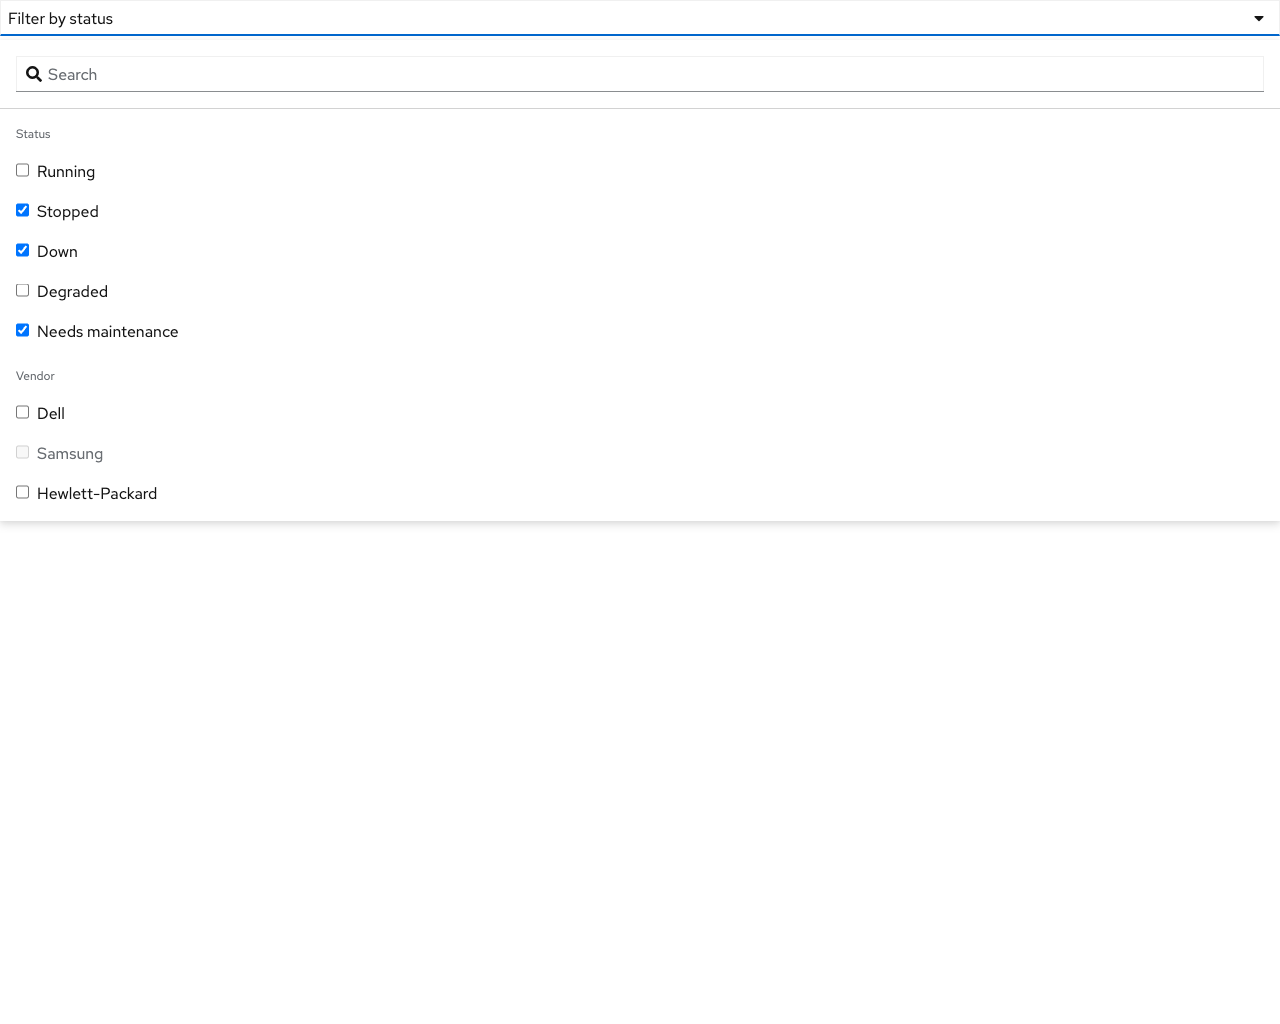 Filter by status
Search
Status
Running
Stopped
Down
Degraded
Needs maintenance
Vendor
Dell
Samsung
Hewlett-Packard